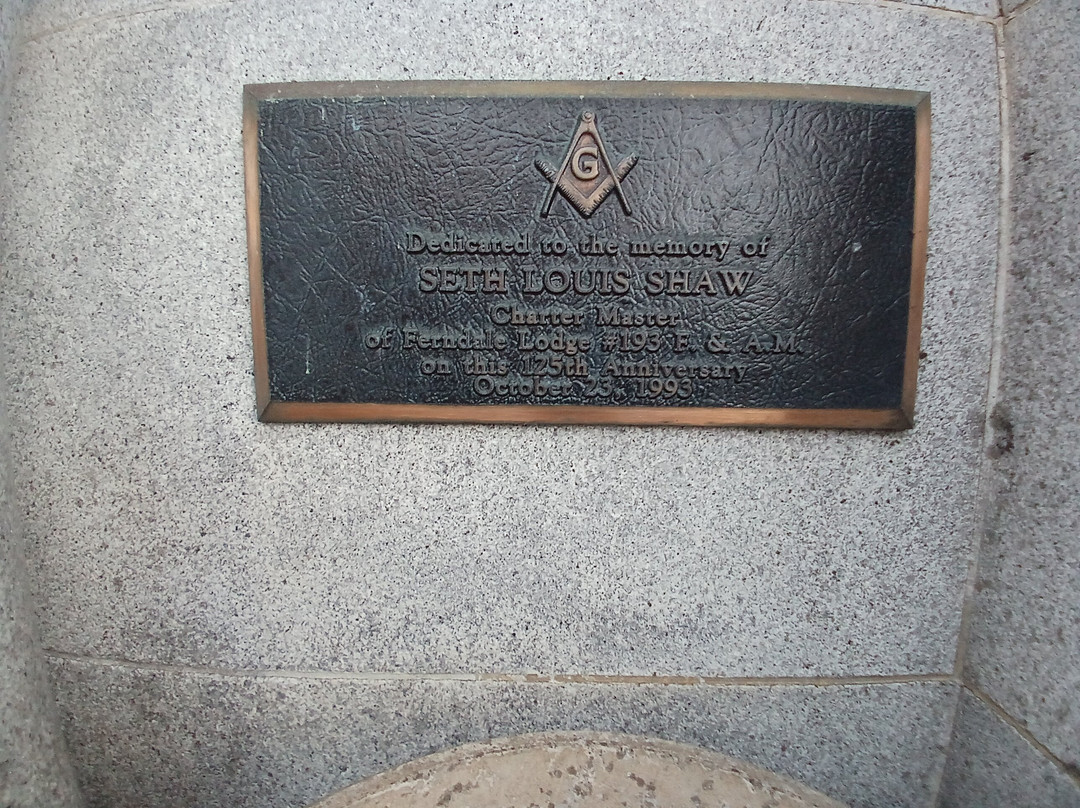 G
Dedicated to the memory of
SETH LOUIS SHAW
Charter Master
of Ferndale Lodge #193 F. & A.M.
on this 125th Anniversary
October 23, 1993